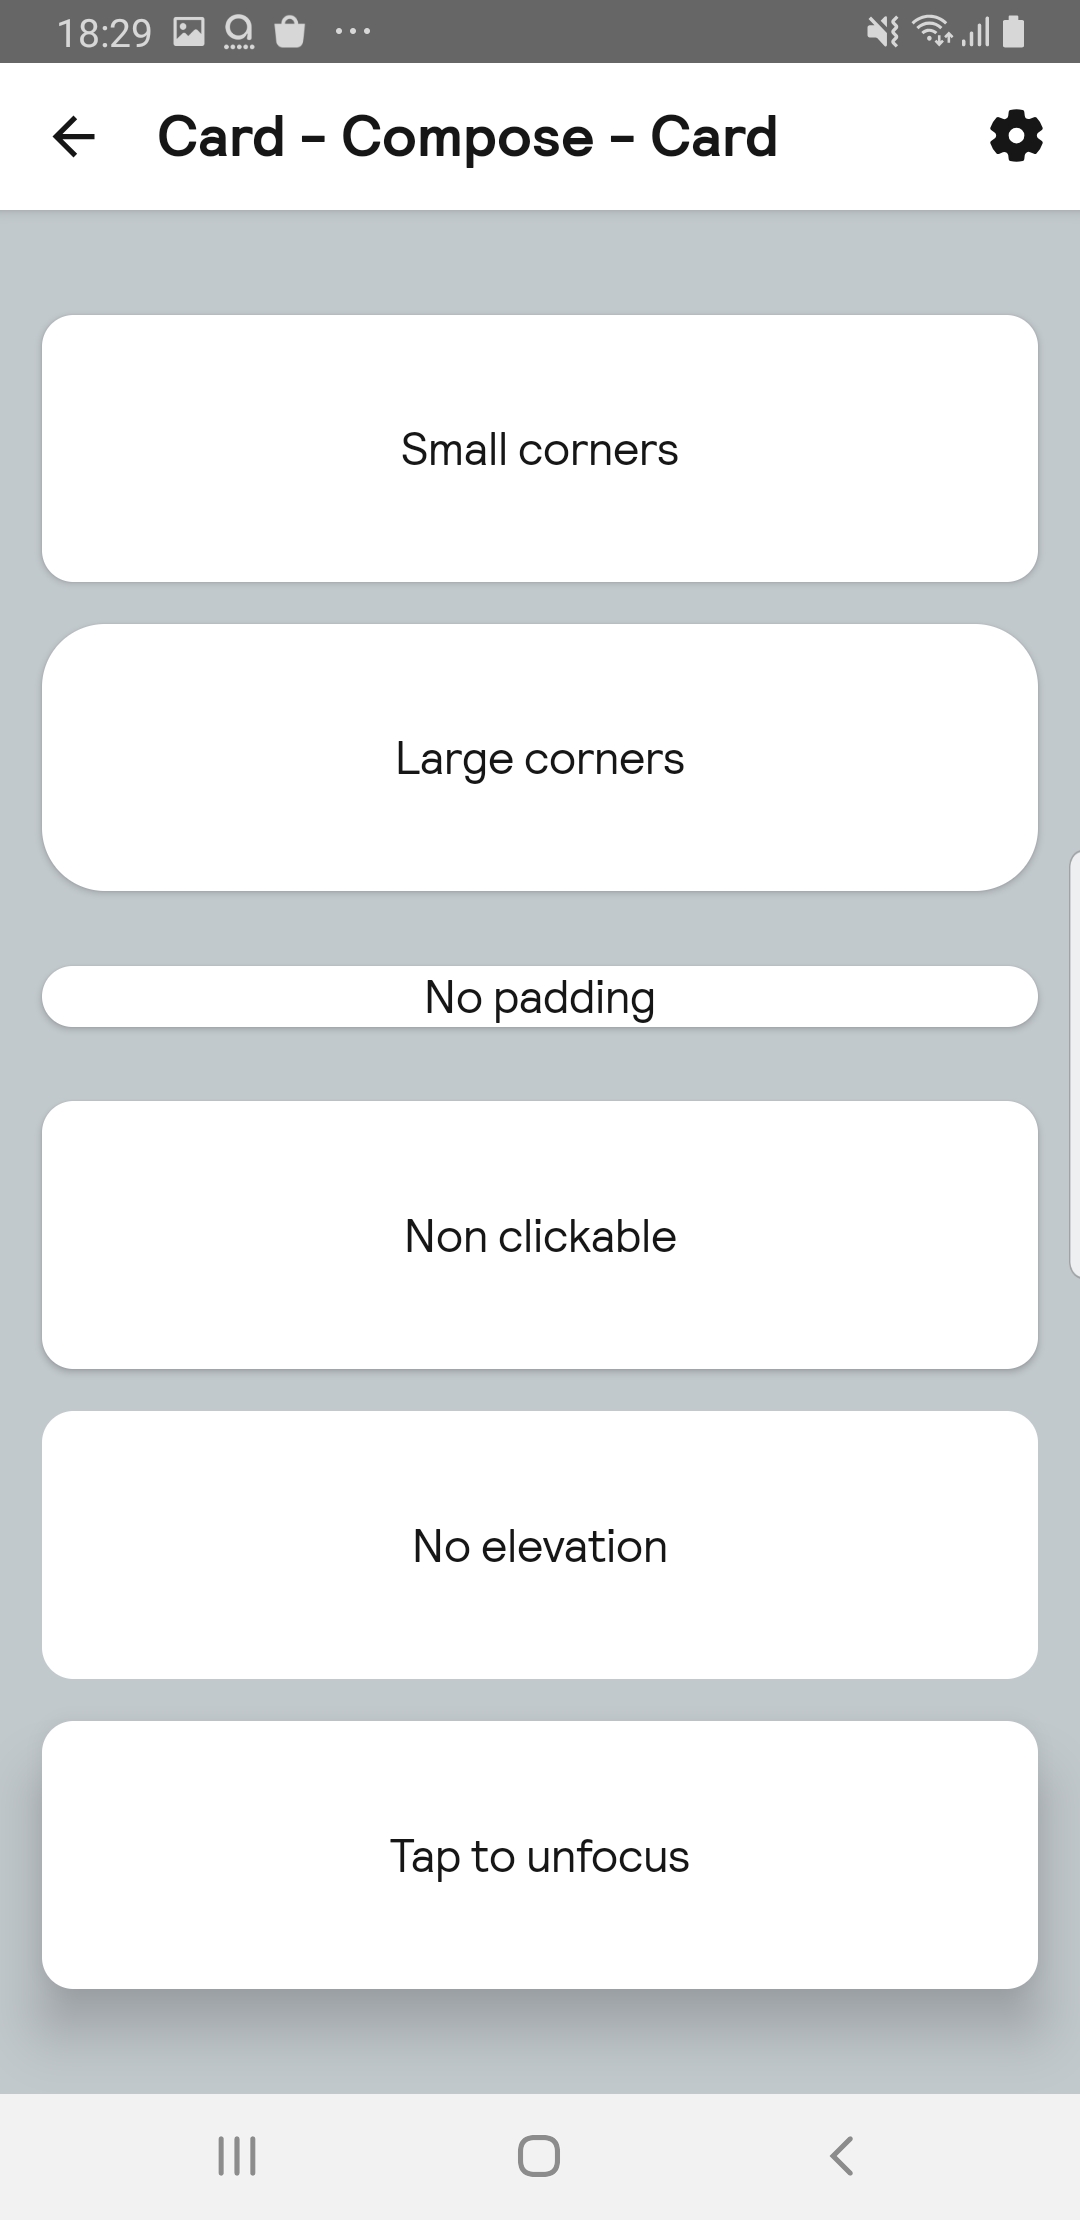 18:29
Card - Compose - Card
Small corners
Large corners
No padding
Non clickable
No elevation
Tap to unfocus